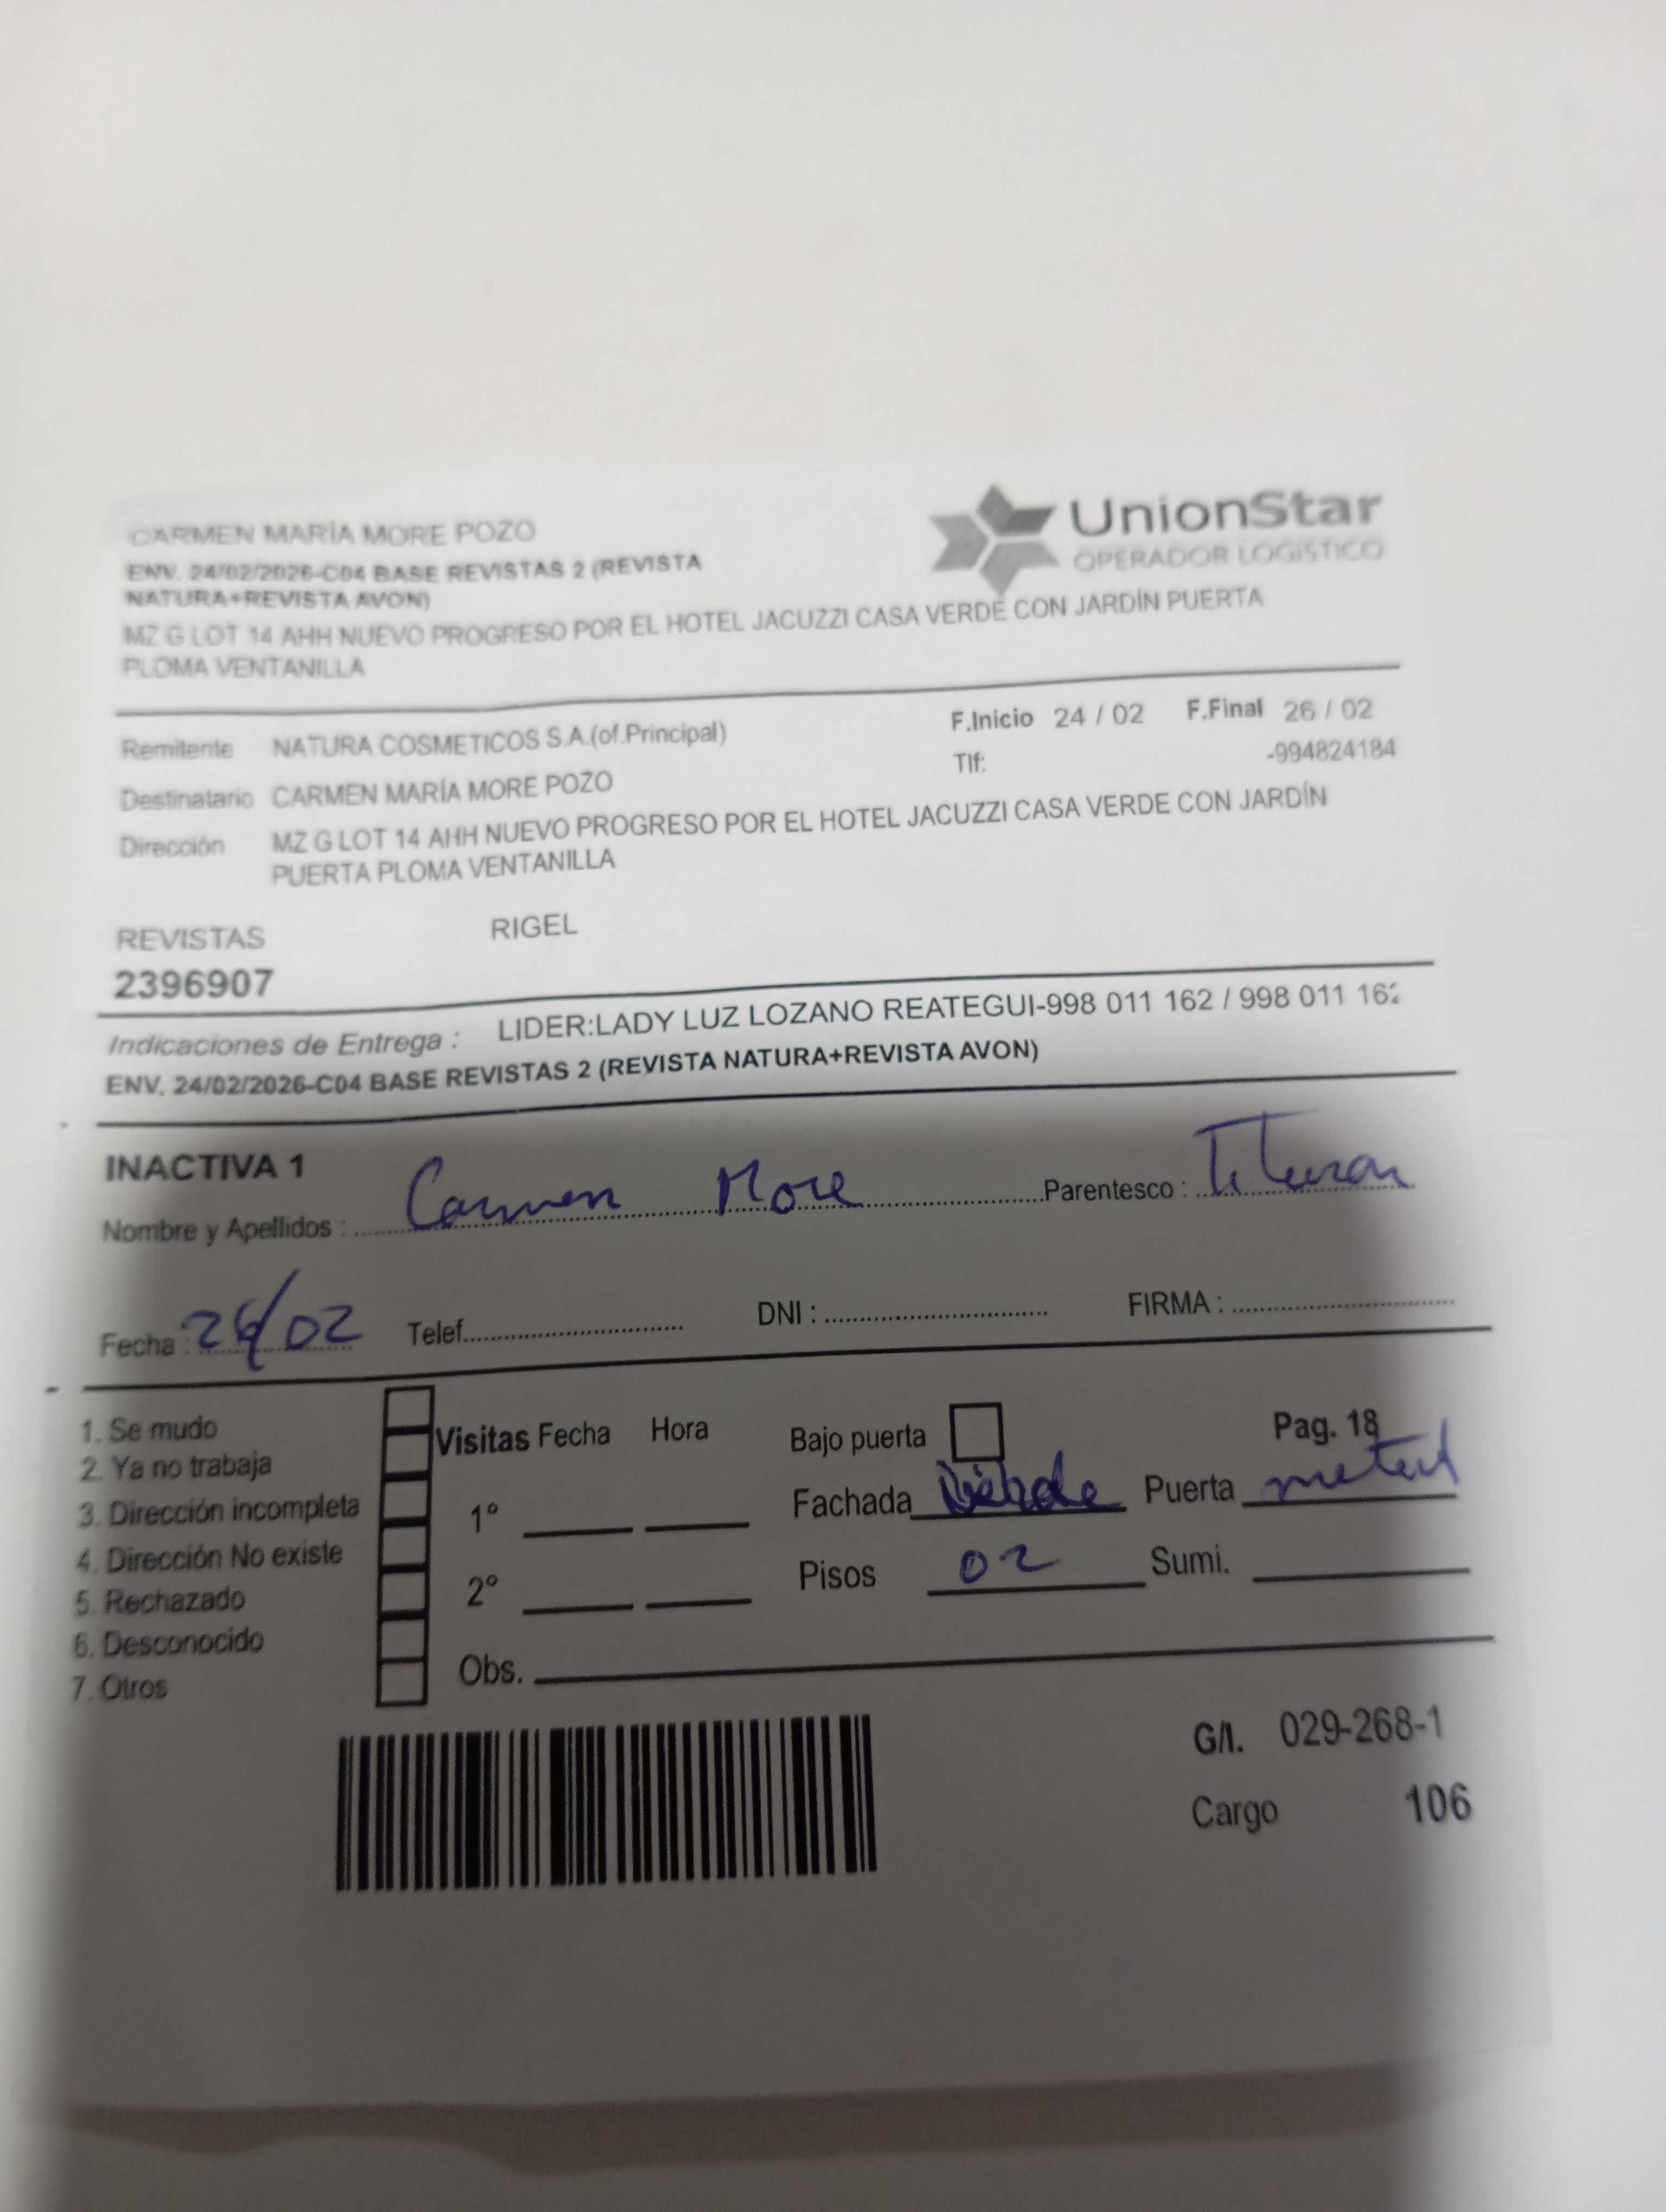 CARMEN MARÍA MORE POZO
ENV. 24/02/2026-C04 BASE REVISTAS 2 (REVISTA
NATURA+REVISTA AVON)
MZ G LOT 14 AHH NUEVO PROGRESO POR EL HOTEL JACUZZI CASA VERDE CON JARDÍN PUERTA
PLOMA VENTANILLA
UnionStar
OPERADOR LOGÍSTICO
Remitente NATURA COSMETICOS S.A.(of.Principal)
F.Inicio 24 / 02 F.Final 26 / 02
Tlf: -994824184
Destinatario CARMEN MARÍA MORE POZO
Dirección MZ G LOT 14 AHH NUEVO PROGRESO POR EL HOTEL JACUZZI CASA VERDE CON JARDÍN
PUERTA PLOMA VENTANILLA
REVISTAS RIGEL
2396907
Indicaciones de Entrega : LIDER:LADY LUZ LOZANO REATEGUI-998 011 162 / 998 011 162
ENV. 24/02/2026-C04 BASE REVISTAS 2 (REVISTA NATURA+REVISTA AVON)
INACTIVA 1
Nombre y Apellidos : Carmen More Parentesco :
Fecha : 26/02 Telef. DNI : FIRMA :
1. Se mudo
2. Ya no trabaja
3. Dirección incompleta
4. Dirección No existe
5. Rechazado
6. Desconocido
7. Otros
Visitas Fecha Hora
1º
2º
Obs.
Bajo puerta Pag. 18
Fachada Puerta metal
Pisos 02 Sumi.
G/I. 029-268-1
Cargo 106